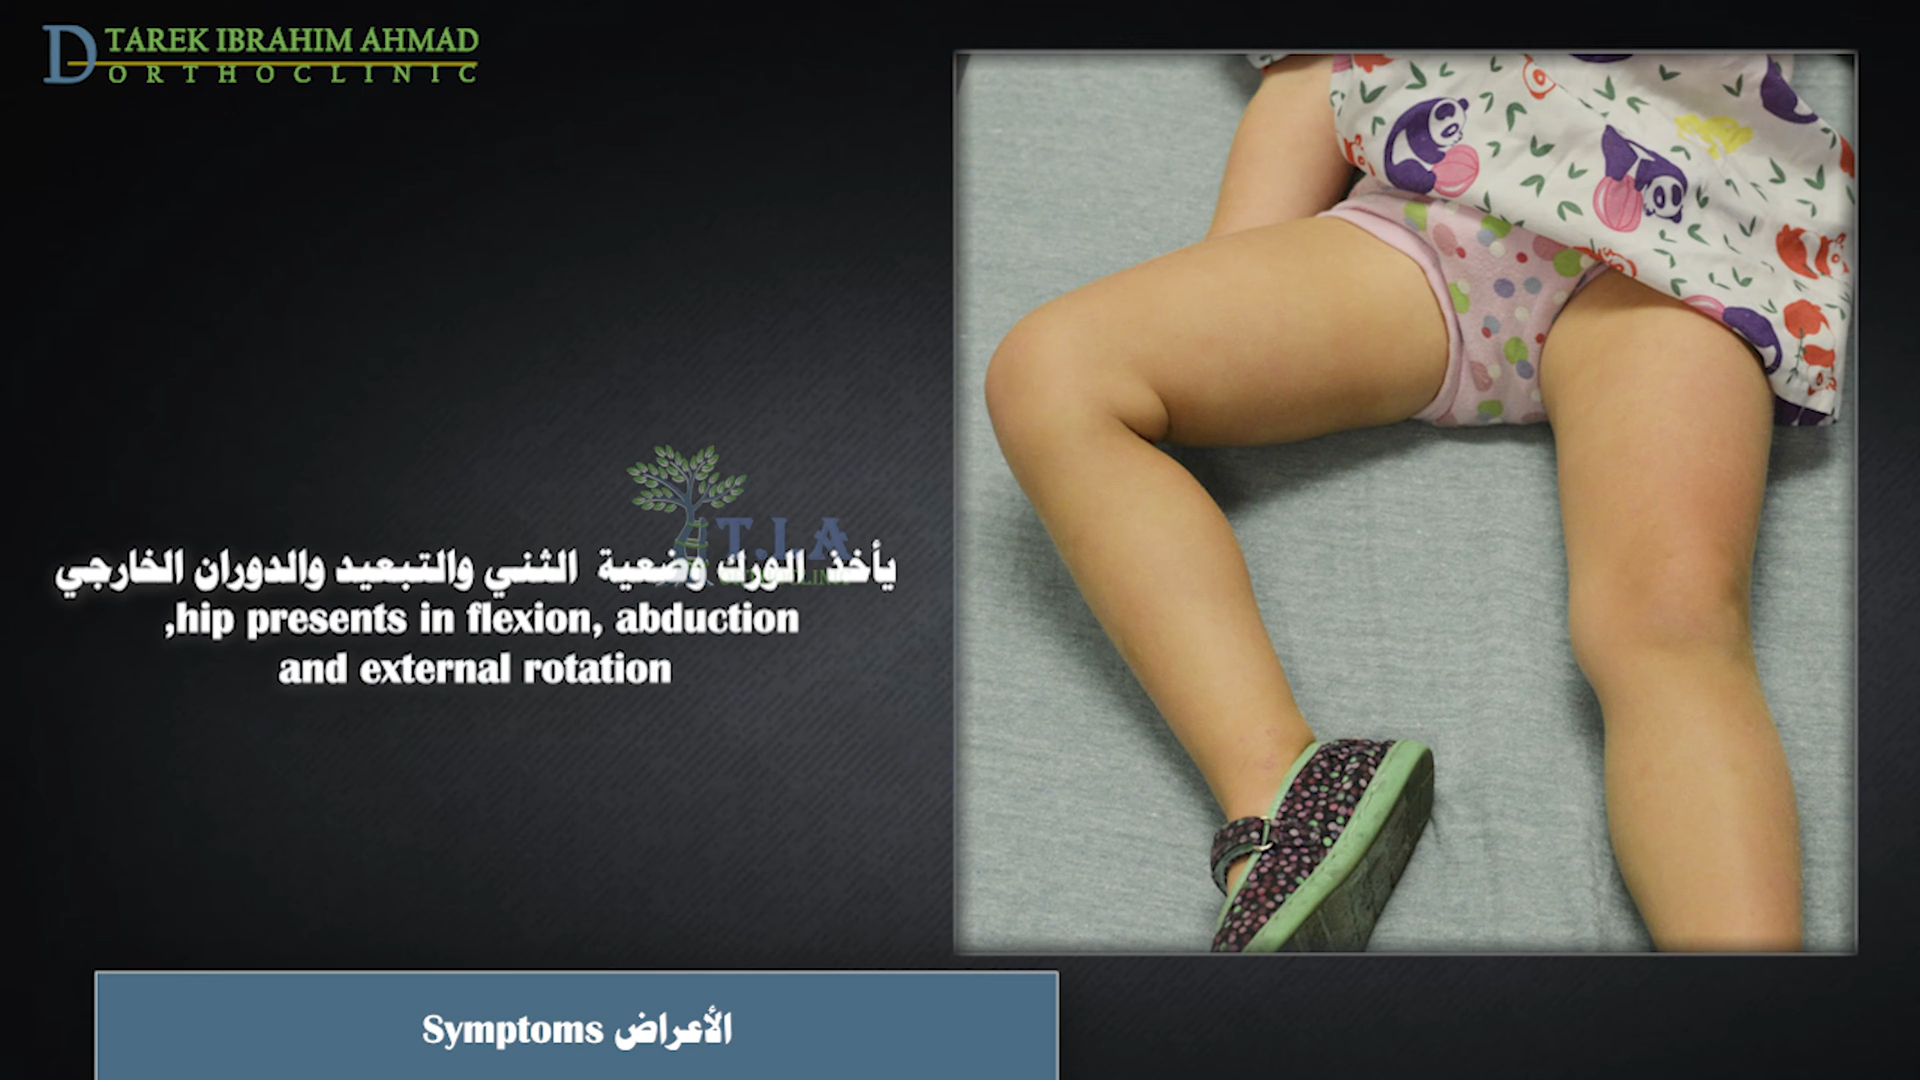 D TAREK IBRAHIM AHMAD
ORTHOCLINIC
T.I.A
يأخذ الورك وضعية الثني والتبعيد والدوران الخارجي
,hip presents in flexion, abduction
and external rotation
Symptoms الأعراض